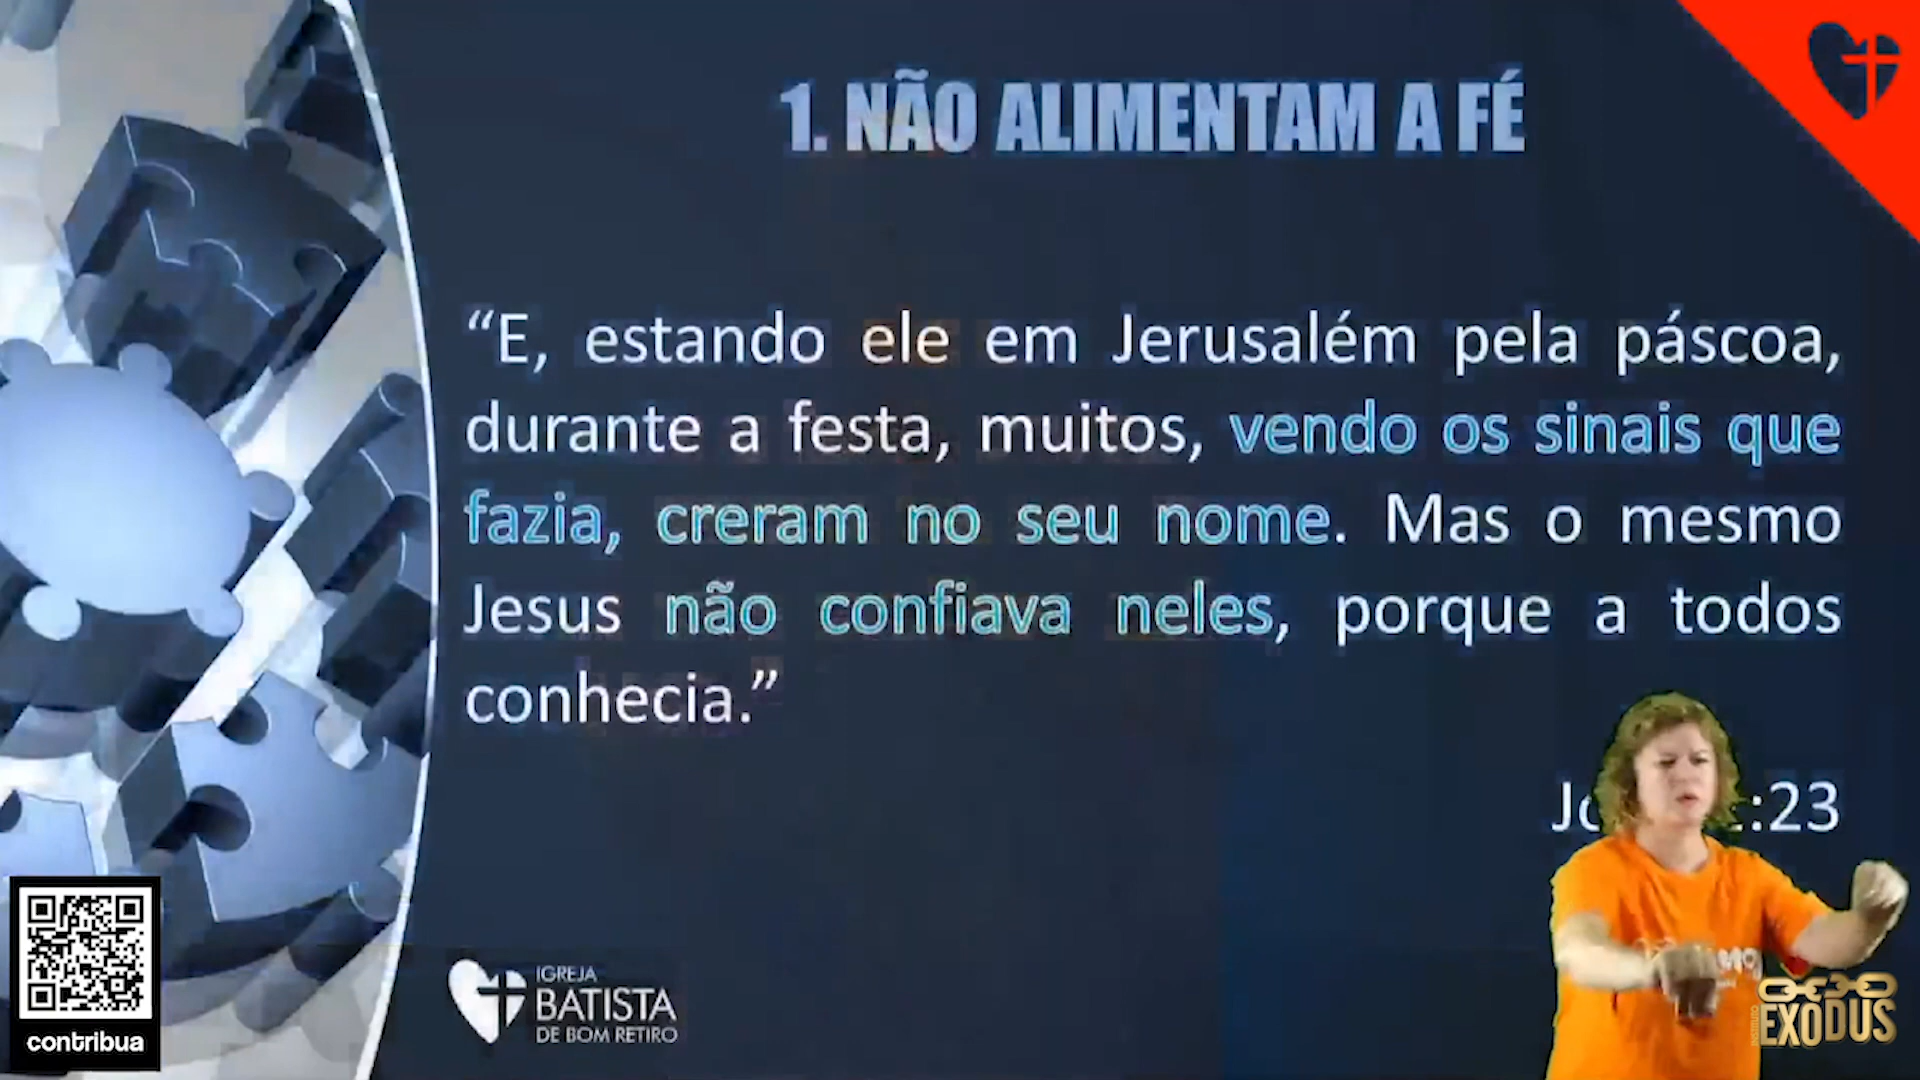 1. NÃO ALIMENTAM A FÉ
“E, estando ele em Jerusalém pela páscoa,
durante a festa, muitos, vendo os sinais que
fazia, creram no seu nome. Mas o mesmo
Jesus não confiava neles, porque a todos
conhecia.”
:23
contribua
IGREJA
BATISTA
DE BOM RETIRO
INSTITUTO
EXODUS